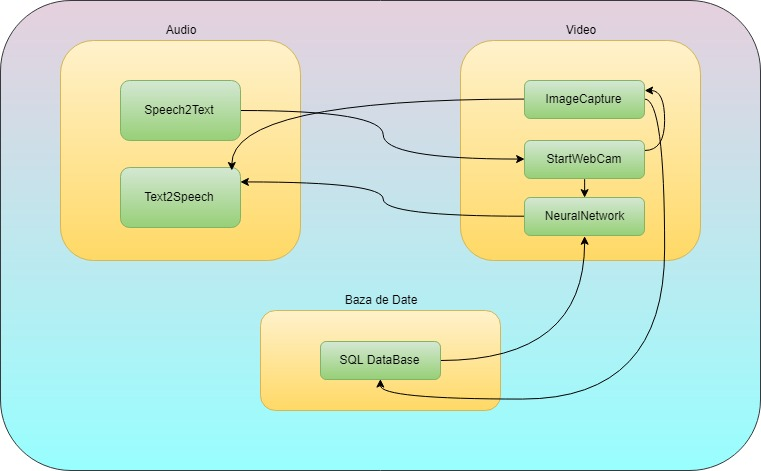 Audio
Video
Speech2Text
ImageCapture
StartWebCam
Text2Speech
NeuralNetwork
Baza de Date
SQL DataBase